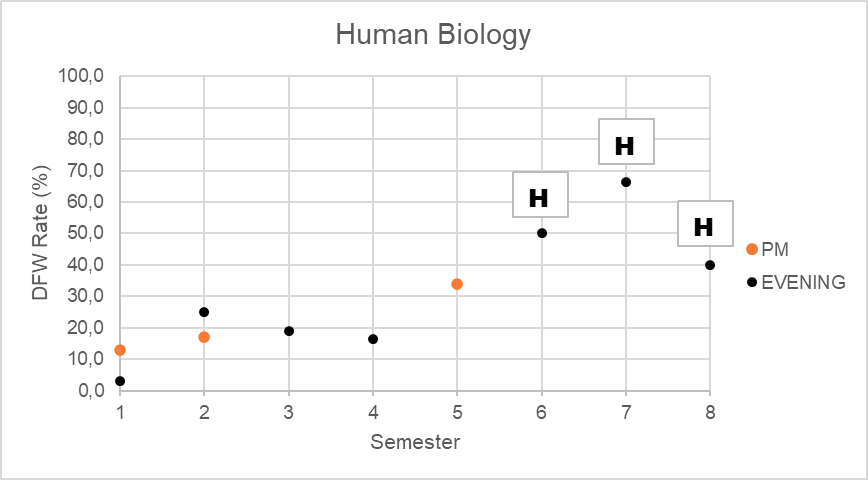 Human Biology
100,0
90,0
80,0
70,0
60,0
50,0
40,0
30,0
20,0
10,0
0,0
DFW Rate (%)
H
H
H
PM
EVENING
1 2 3 4 5 6 7 8
Semester